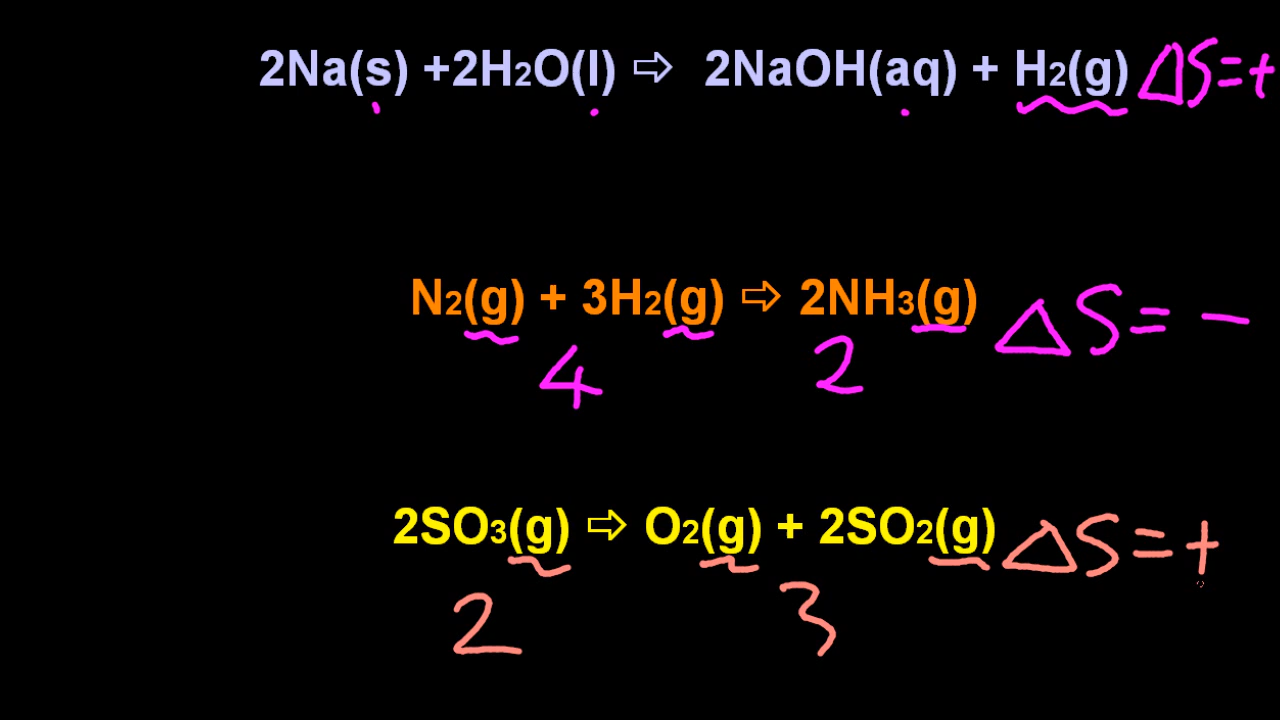 2Na(s) +2H2O(l) ⇨ 2NaOH(aq) + H2(g) ΔS=+
N2(g) + 3H2(g) ⇨ 2NH3(g) ΔS=-
4 2
2SO3(g) ⇨ O2(g) + 2SO2(g) ΔS=+
2 3